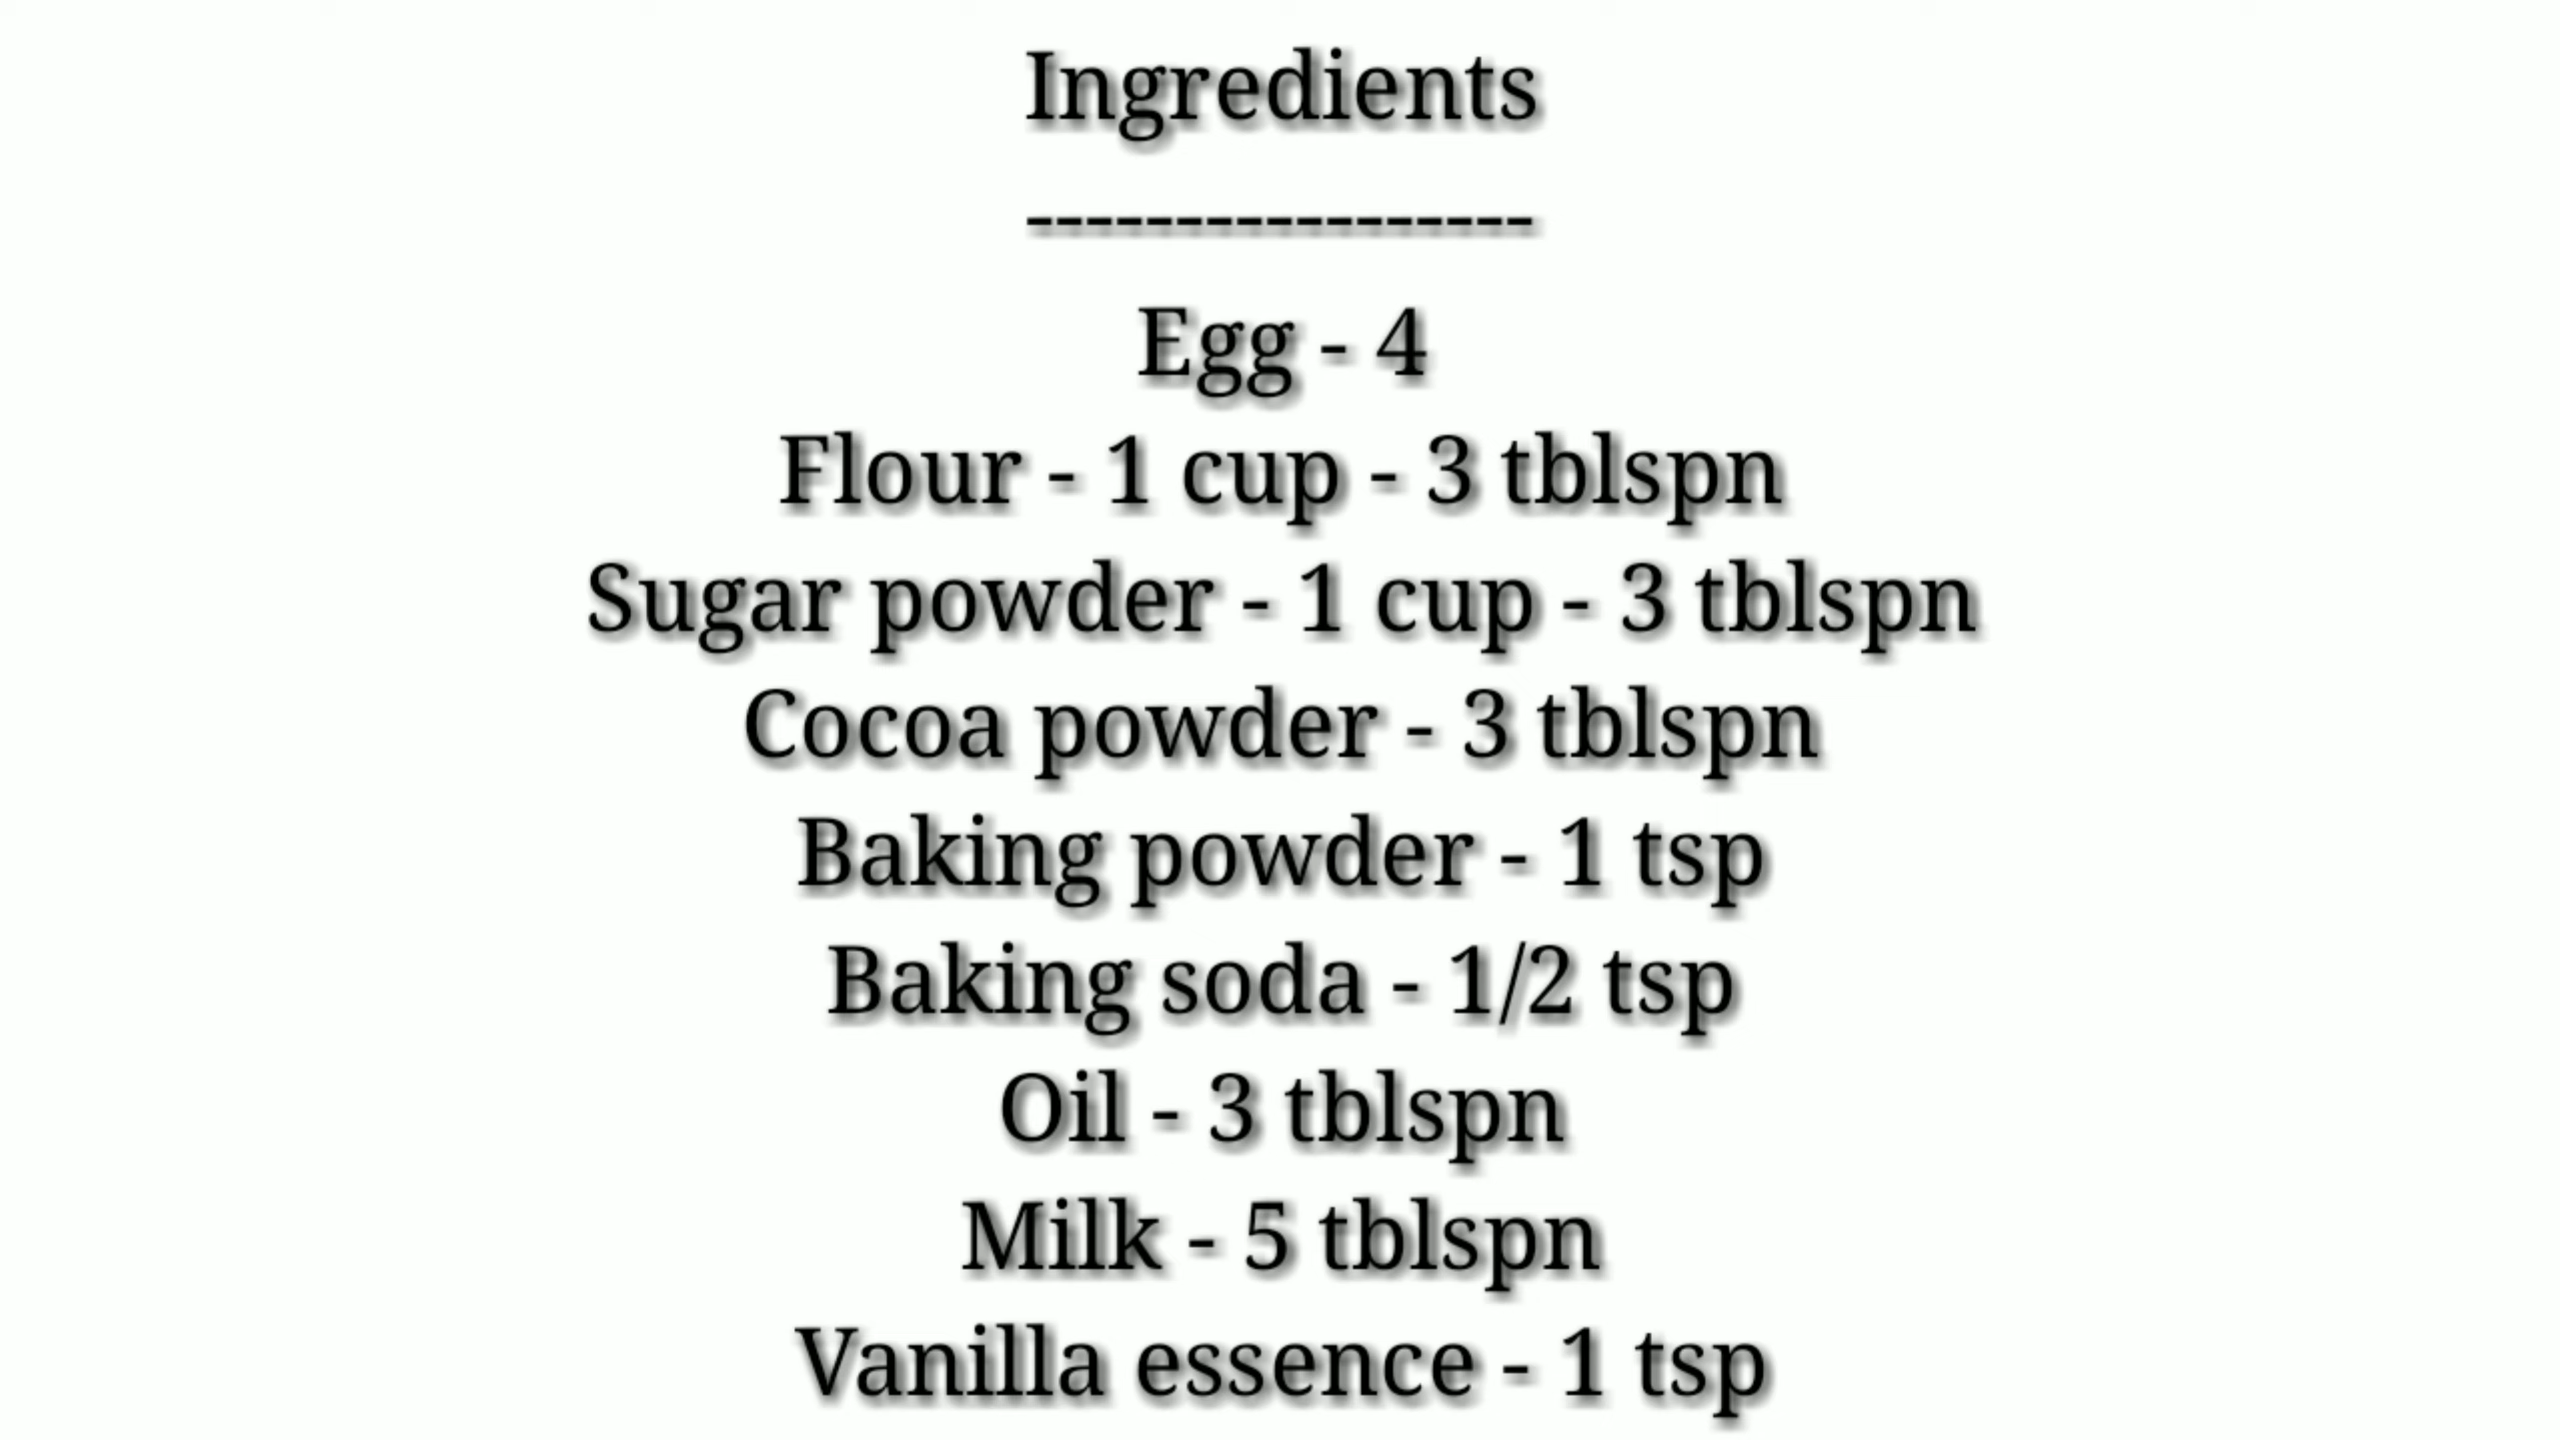 Ingredients
-----------------
Egg - 4
Flour - 1 cup - 3 tblspn
Sugar powder - 1 cup - 3 tblspn
Cocoa powder - 3 tblspn
Baking powder - 1 tsp
Baking soda - 1/2 tsp
Oil - 3 tblspn
Milk - 5 tblspn
Vanilla essence - 1 tsp